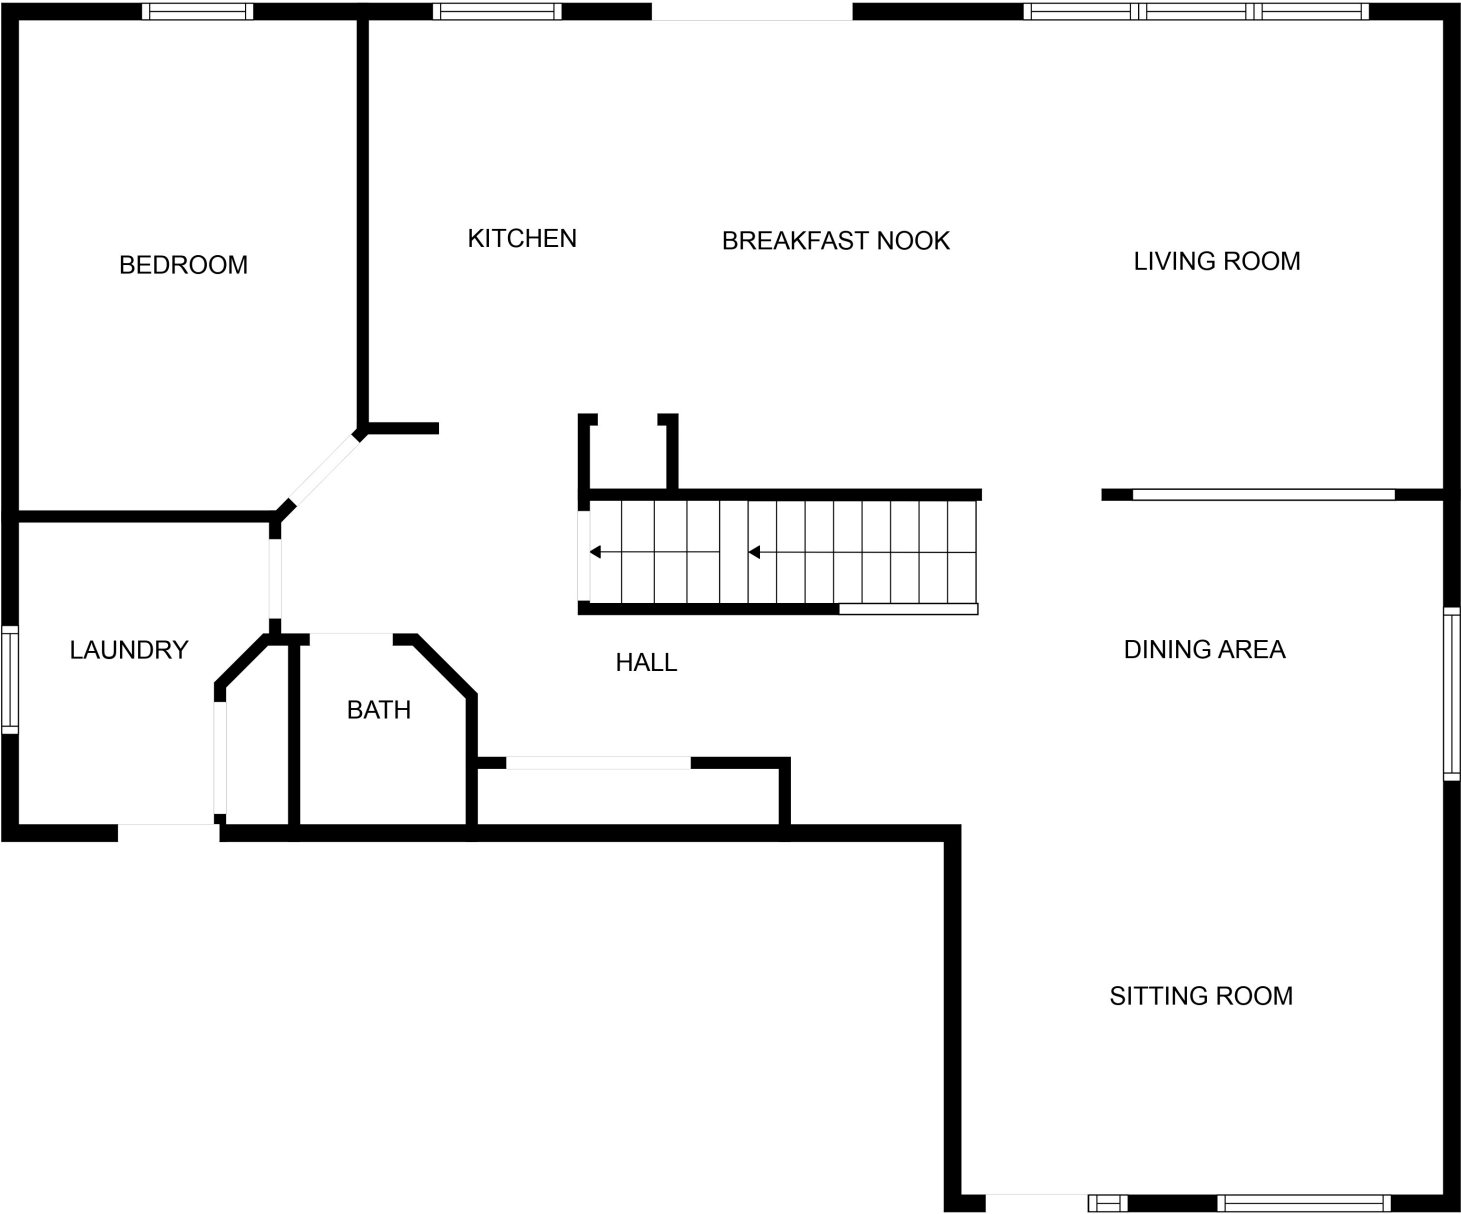 KITCHEN
BREAKFAST NOOK
BEDROOM
LIVING ROOM
LAUNDRY
HALL
DINING AREA
BATH
SITTING ROOM